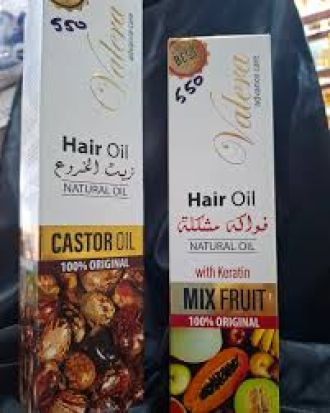 550
Valera
advance care
Hair Oil
زيت الخروع
NATURAL OIL
CASTOR OIL
100% ORIGINAL
BEST
550
Valera
advance care
Hair Oil
فواكه مشكلة
NATURAL OIL
with Keratin
MIX FRUIT
100% ORIGINAL